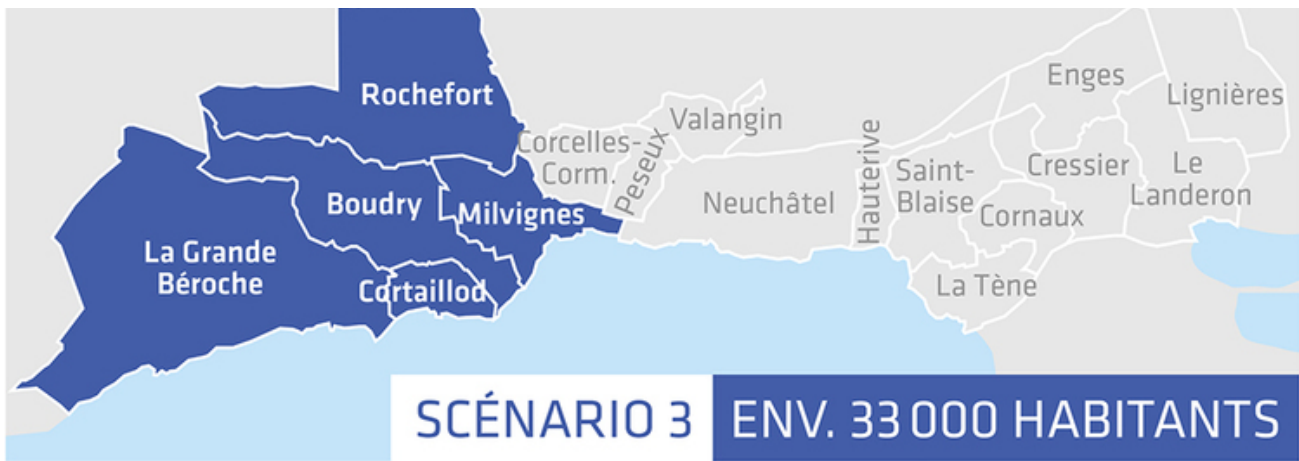 Rochefort
Enges
Lignières
Valangin
Corcelles-
Corm.
Peseux
Hauterive
Saint-
Blaise
Cressier
Le
Landeron
Boudry
Milvignes
Neuchâtel
Cornaux
La Grande
Béroche
Cortaillod
La Tène
SCÉNARIO 3
ENV. 33 000 HABITANTS